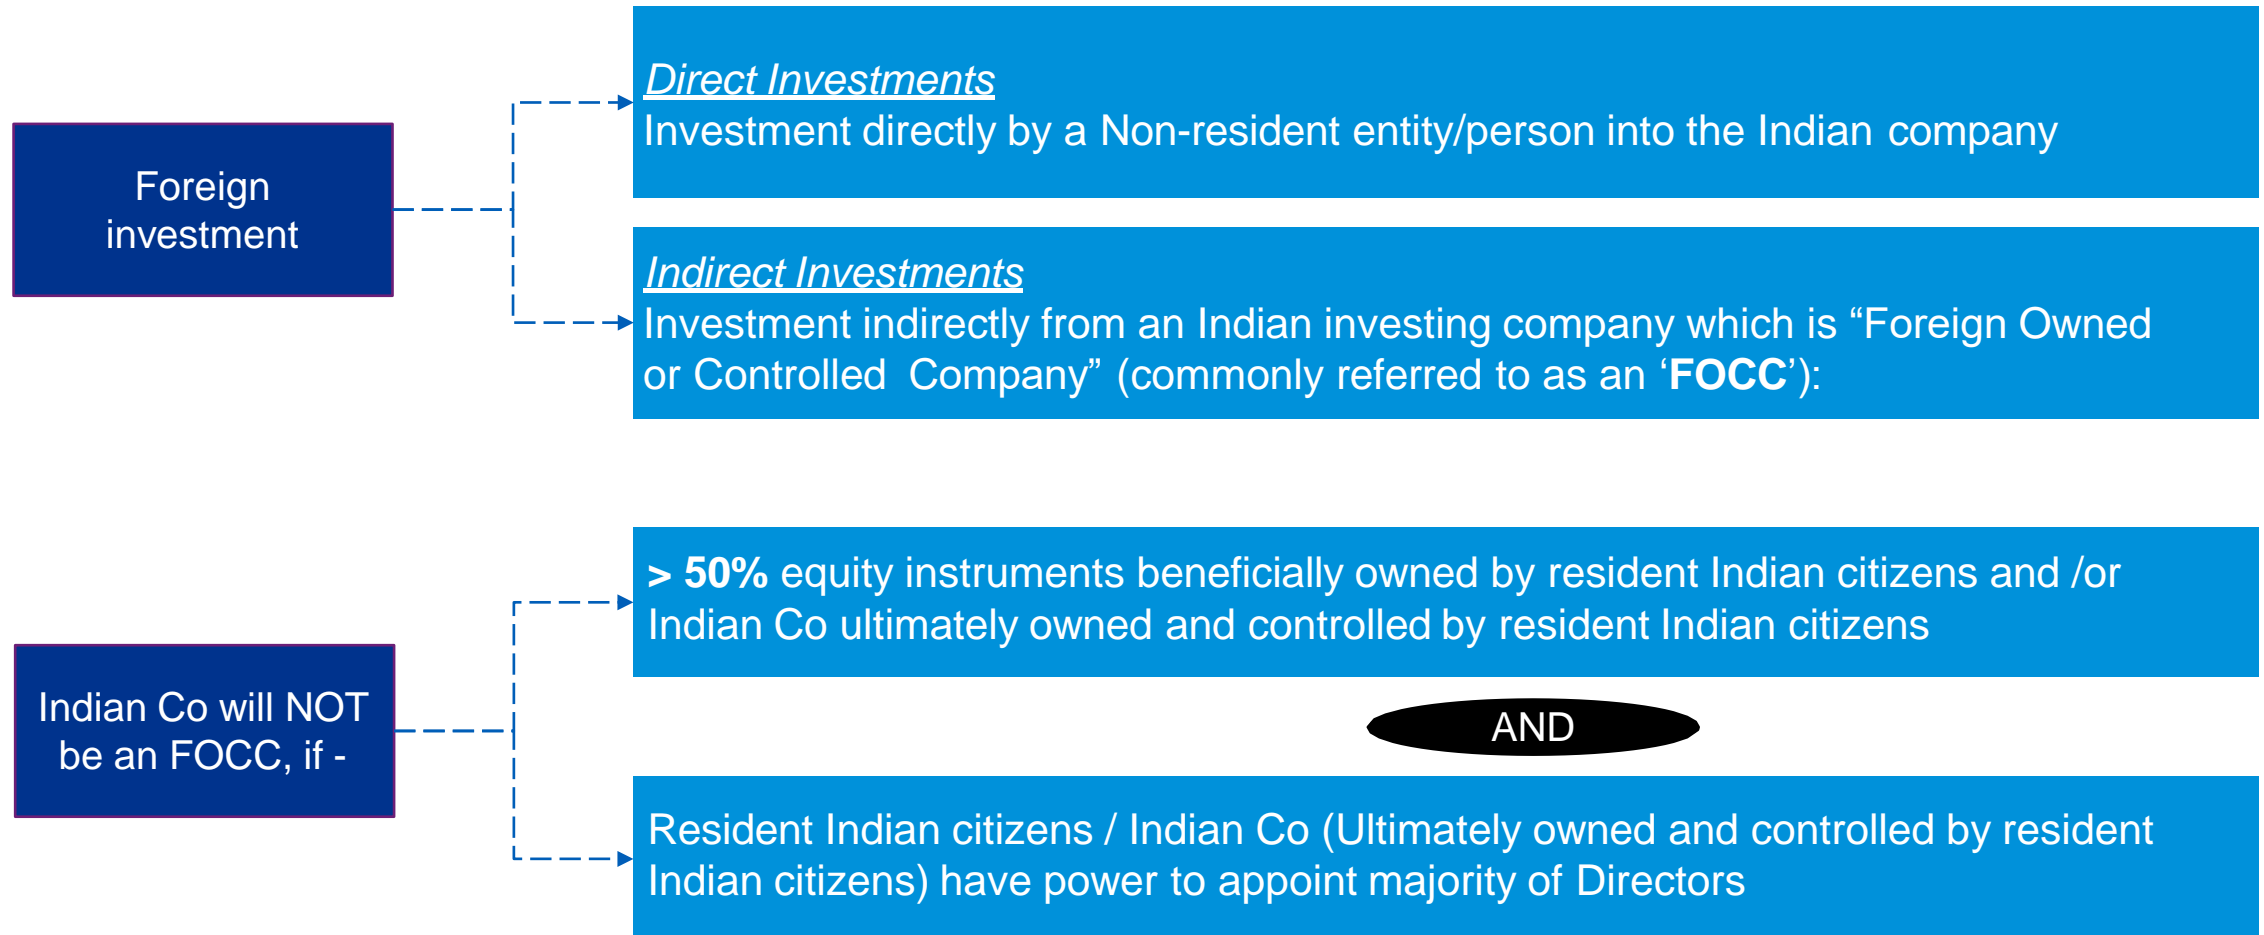 Foreign
investment
Direct Investments
Investment directly by a Non-resident entity/person into the Indian company
Indirect Investments
Investment indirectly from an Indian investing company which is “Foreign Owned
or Controlled Company” (commonly referred to as an ‘FOCC’):
Indian Co will NOT
be an FOCC, if -
> 50% equity instruments beneficially owned by resident Indian citizens and /or
Indian Co ultimately owned and controlled by resident Indian citizens
AND
Resident Indian citizens / Indian Co (Ultimately owned and controlled by resident
Indian citizens) have power to appoint majority of Directors